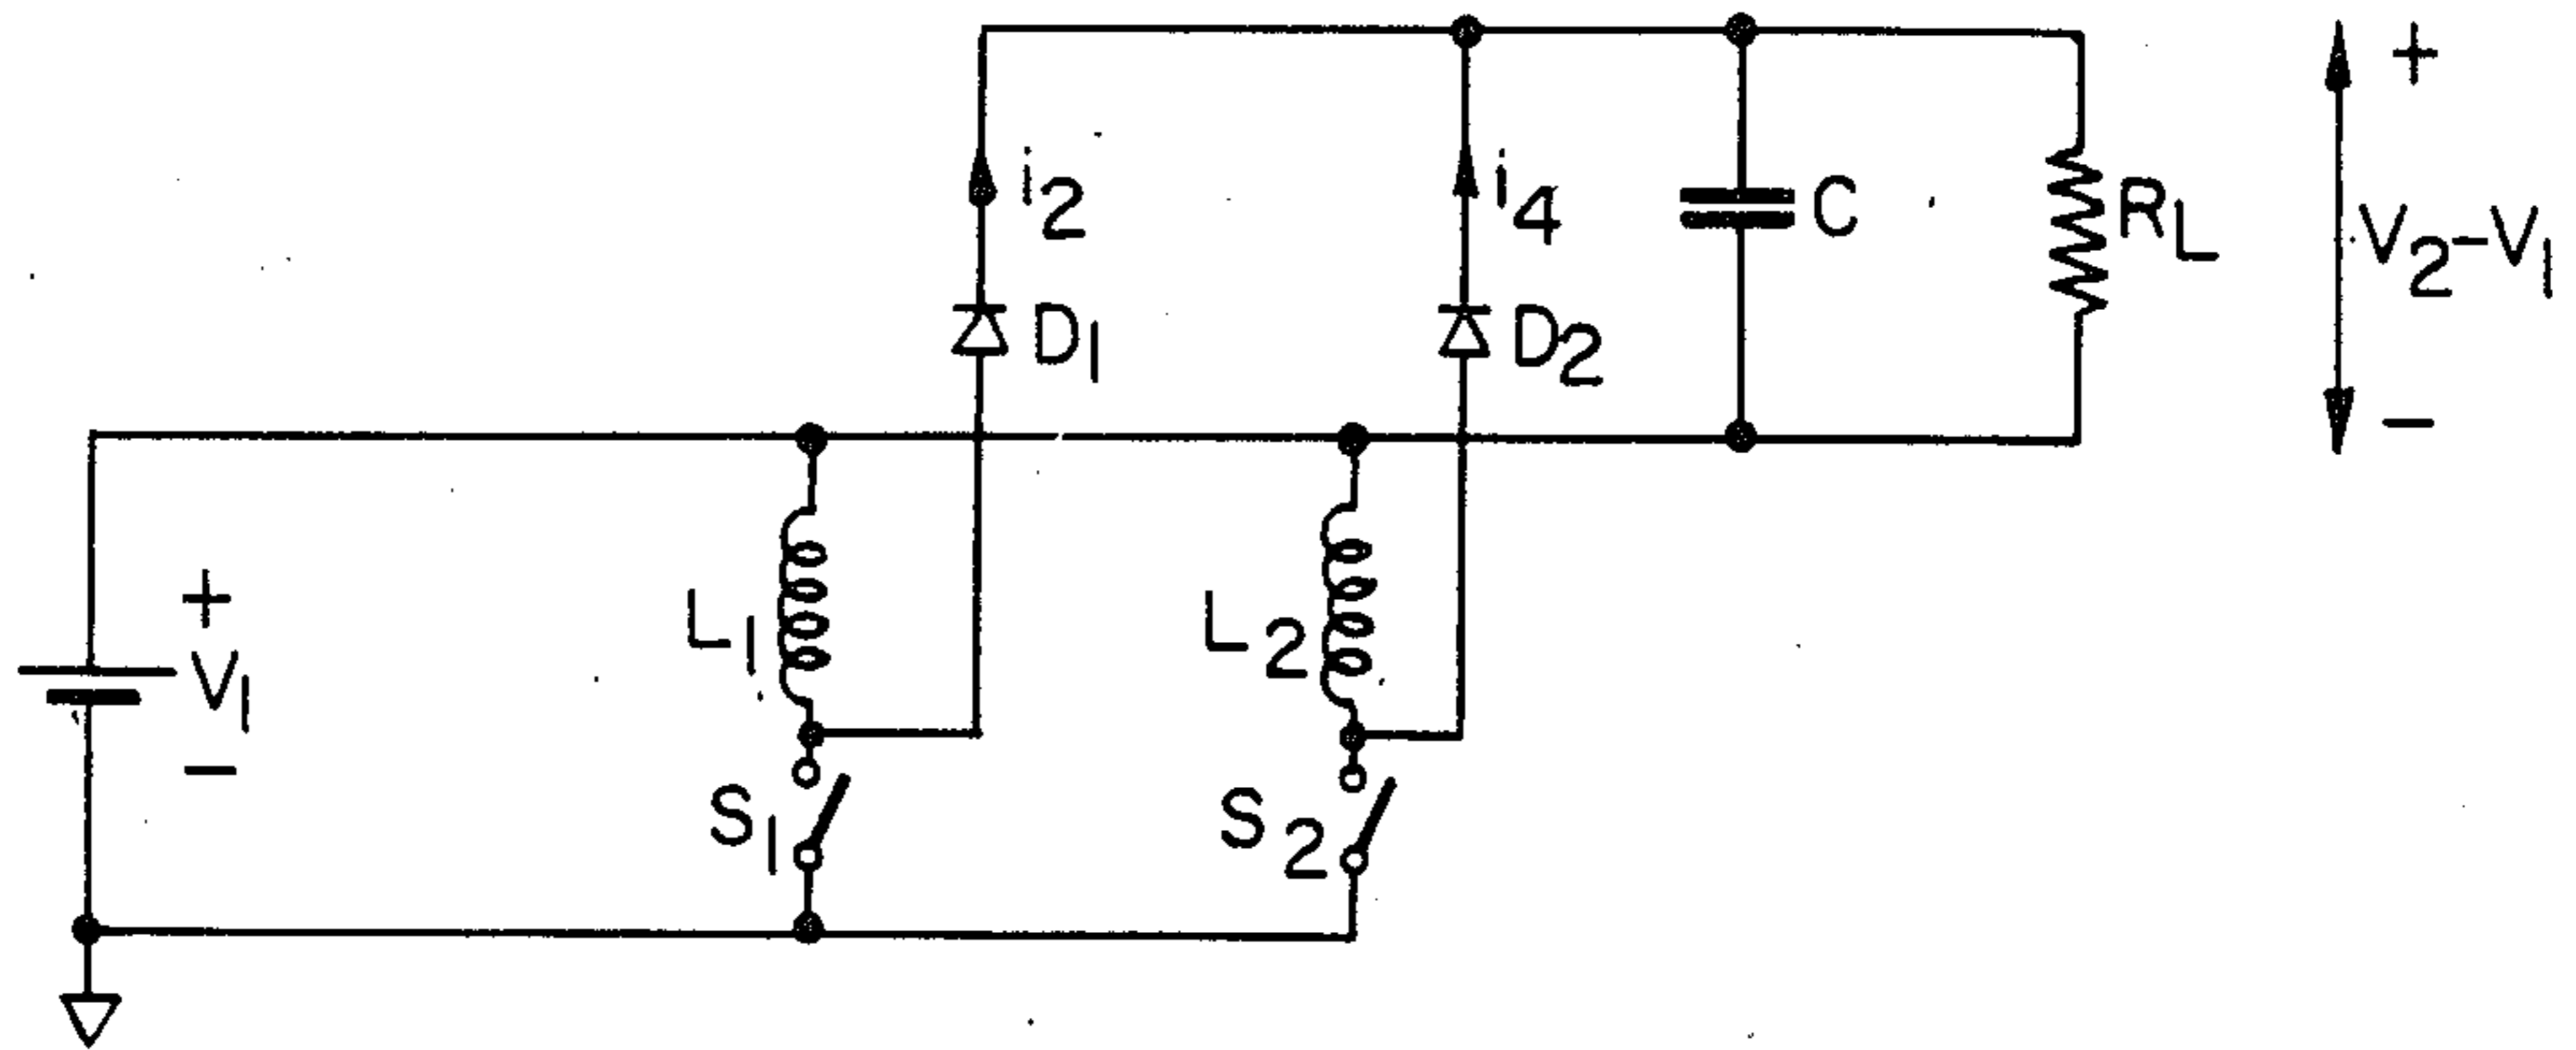 i2
i4
C
RL
+
V2-V1
-
D1
D2
+
V1
-
L1
L2
S1
S2